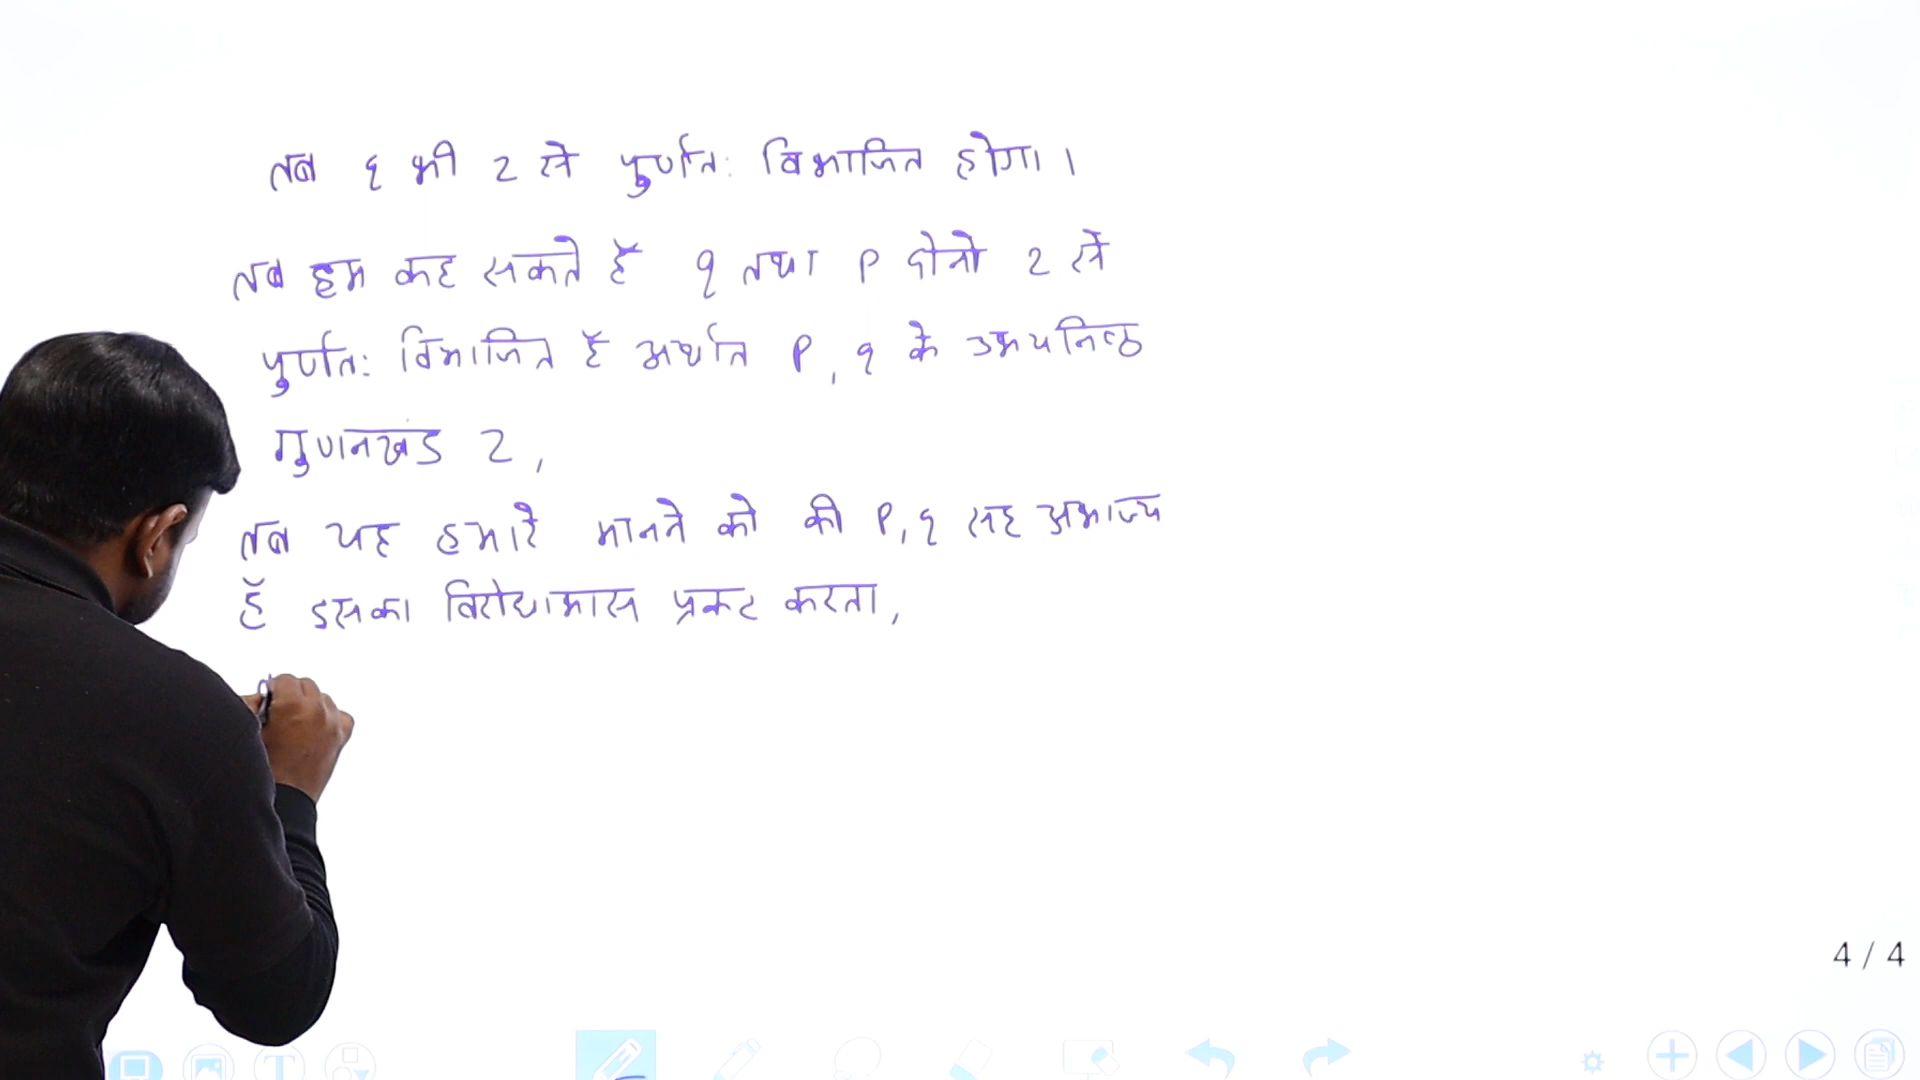 तब q भी 2 से पुर्णतः विभाजित होगा।
तब हम कह सकते हैं q तथा P दोनो 2 से
पुर्णतः विभाजित हैं अर्थात P, q के उभयनिष्ठ
गुणनखंड 2,
तब यह हमारे मानने को की P, q सह अभाज्य
हैं इसका विरोधाभास प्रकट करता,
4 / 4
T